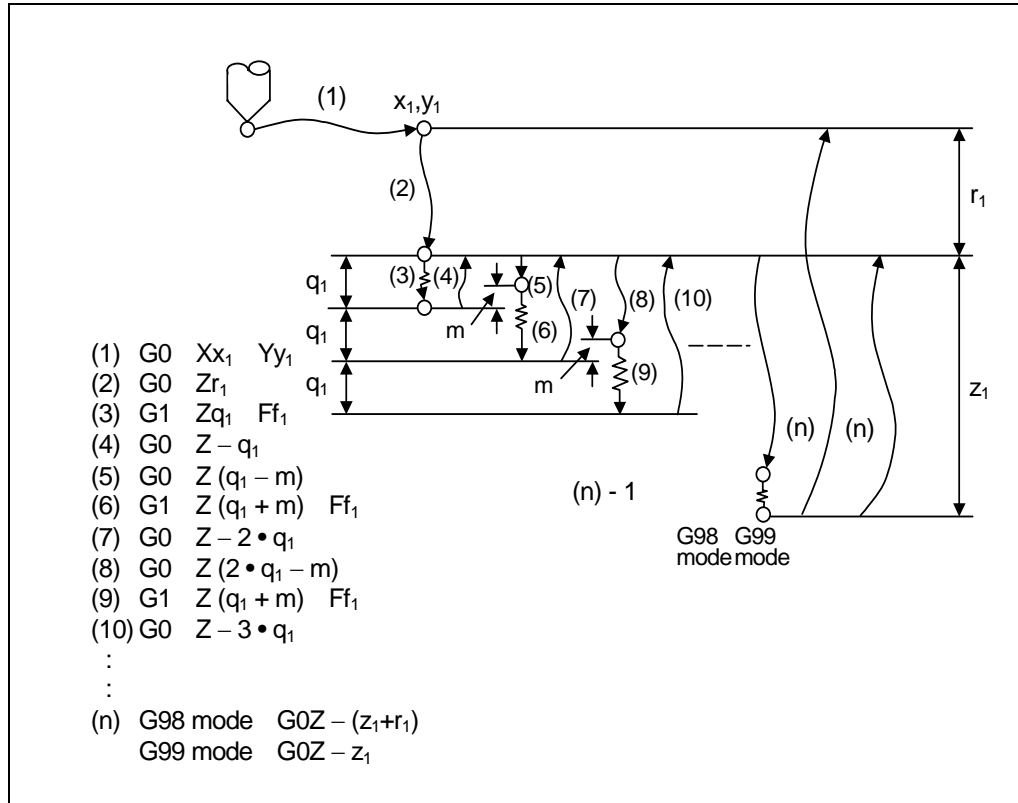 (1)
x₁,y₁
(2)
r₁
q₁
(3)
(4)
(5)
(7)
(8)
(10)
m
(6)
q₁
m
(9)
q₁
z₁
(n)
(n)
(n) - 1
G98 mode
G99 mode
(1) G0 Xx₁ Yy₁
(2) G0 Zr₁
(3) G1 Zq₁ Ff₁
(4) G0 Z – q₁
(5) G0 Z (q₁ – m)
(6) G1 Z (q₁ + m) Ff₁
(7) G0 Z – 2 • q₁
(8) G0 Z (2 • q₁ – m)
(9) G1 Z (q₁ + m) Ff₁
(10) G0 Z – 3 • q₁
:
:
(n) G98 mode G0Z – (z₁+r₁)
G99 mode G0Z – z₁